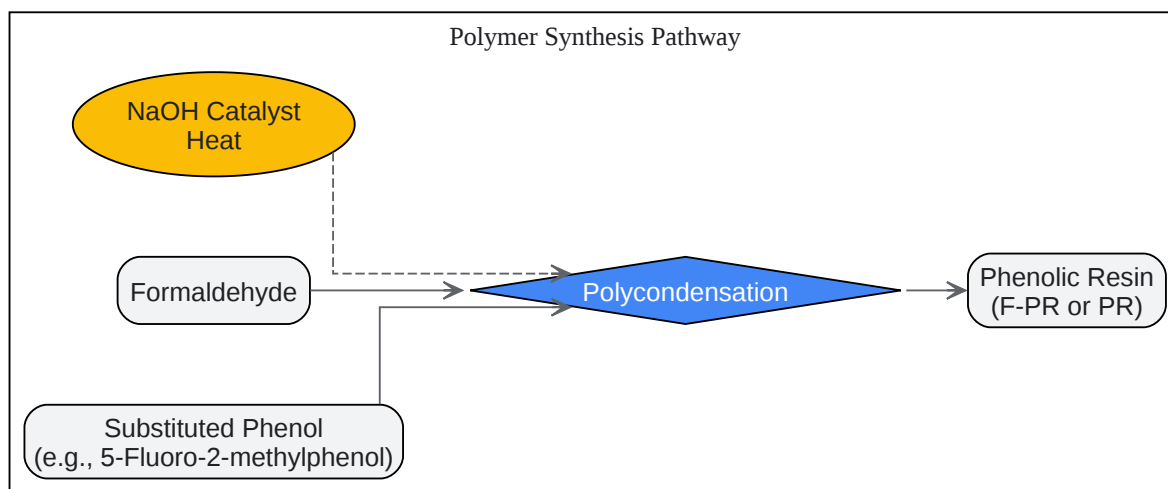 Polymer Synthesis Pathway
NaOH Catalyst
Heat
Formaldehyde
Polycondensation
Phenolic Resin
(F-PR or PR)
Substituted Phenol
(e.g., 5-Fluoro-2-methylphenol)